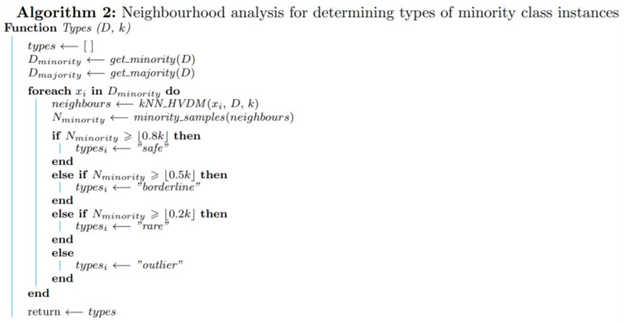 Algorithm 2: Neighbourhood analysis for determining types of minority class instances
Function Types (D, k)
types ⟵ [ ]
D_minority ⟵ get_minority(D)
D_majority ⟵ get_majority(D)
foreach x_i in D_minority do
neighbours ⟵ kNN_HVDM(x_i, D, k)
N_minority ⟵ minority_samples(neighbours)
if N_minority ⩾ ⌊0.8k⌋ then
types_i ⟵ "safe"
end
else if N_minority ⩾ ⌊0.5k⌋ then
types_i ⟵ "borderline"
end
else if N_minority ⩾ ⌊0.2k⌋ then
types_i ⟵ "rare"
end
else
types_i ⟵ "outlier"
end
end
return ⟵ types